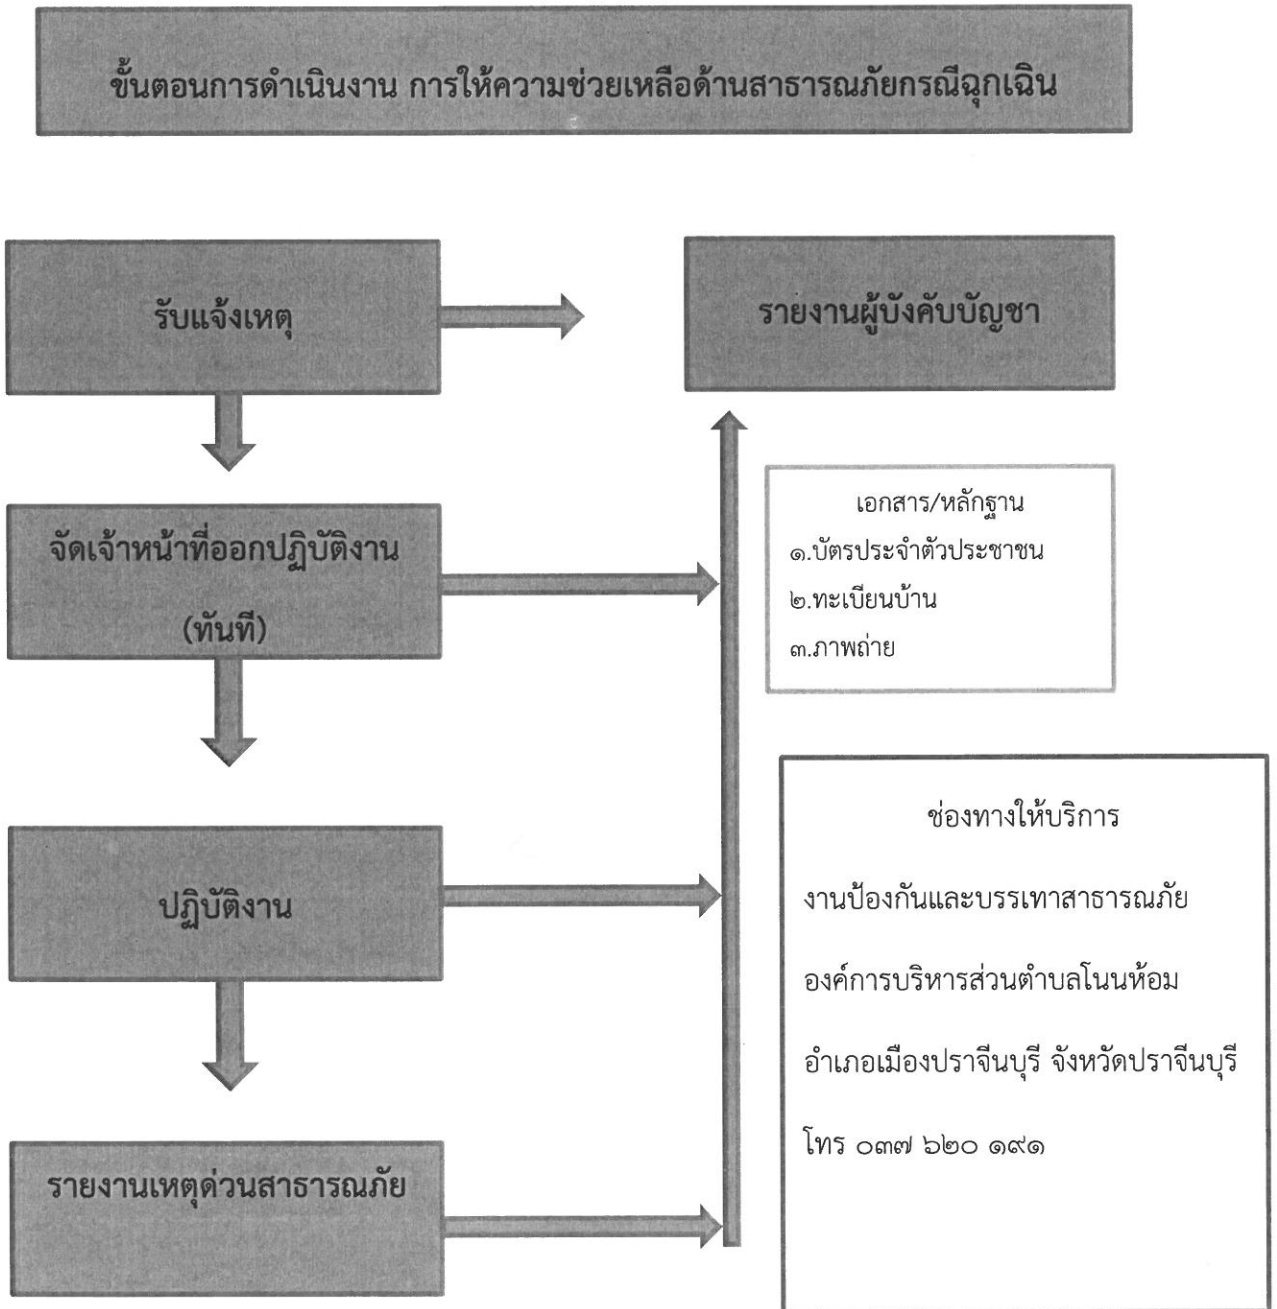 ขั้นตอนการดำเนินงาน การให้ความช่วยเหลือด้านสาธารณภัยกรณีฉุกเฉิน
รับแจ้งเหตุ
รายงานผู้บังคับบัญชา
จัดเจ้าหน้าที่ออกปฏิบัติงาน
(ทันที)
เอกสาร/หลักฐาน
๑.บัตรประจำตัวประชาชน
๒.ทะเบียนบ้าน
๓.ภาพถ่าย
ปฏิบัติงาน
ช่องทางให้บริการ
งานป้องกันและบรรเทาสาธารณภัย
องค์การบริหารส่วนตำบลโนนห้อม
อำเภอเมืองปราจีนบุรี จังหวัดปราจีนบุรี
โทร ๐๓๗ ๖๒๐ ๑๙๑
รายงานเหตุด่วนสาธารณภัย